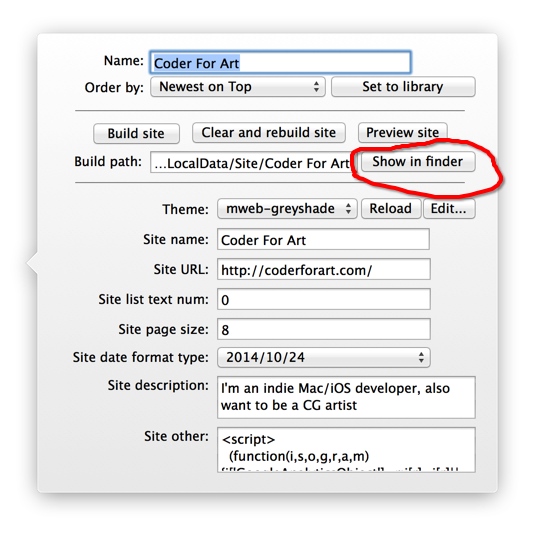 Name: Coder For Art
Order by: Newest on Top Set to library
Build site Clear and rebuild site Preview site
Build path: ...LocalData/Site/Coder For Art Show in finder
Theme: mweb-greyshade Reload Edit...
Site name: Coder For Art
Site URL: http://coderforart.com/
Site list text num: 0
Site page size: 8
Site date format type: 2014/10/24
Site description: I'm an indie Mac/iOS developer, also
want to be a CG artist
Site other: <script>
(function(i,s,o,g,r,a,m)